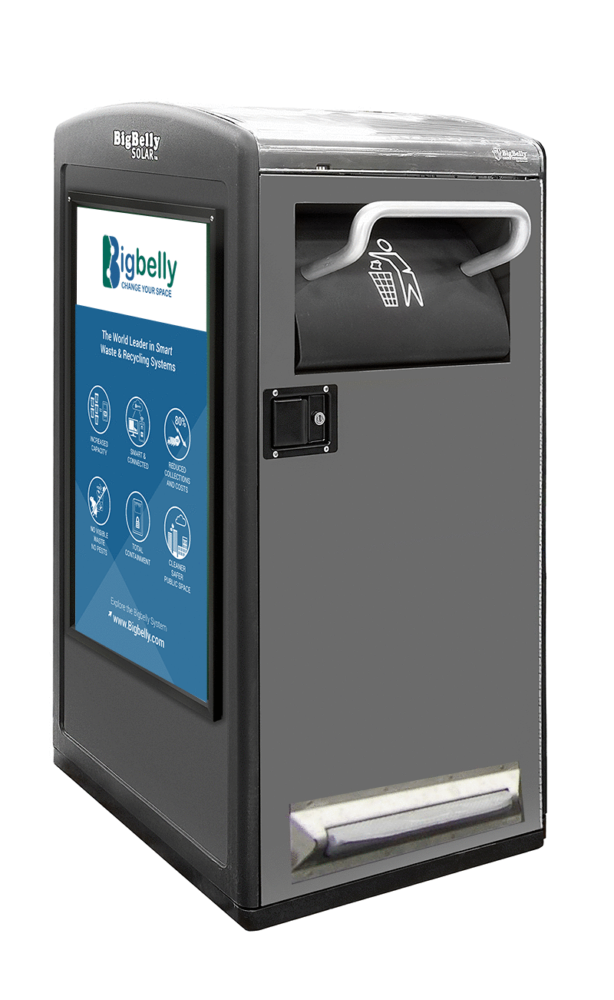 BigBelly
SOLAR™
BigBelly
Bigbelly
CHANGE YOUR SPACE
The World Leader in Smart
Waste & Recycling Systems
INCREASED
CAPACITY
SMART &
CONNECTED
80%
REDUCED
COLLECTIONS
AND COSTS
NO VISIBLE
WASTE
NO PESTS
TOTAL
CONTAINMENT
CLEANER
SAFER
PUBLIC SPACE
Explore the Bigbelly System
www.Bigbelly.com